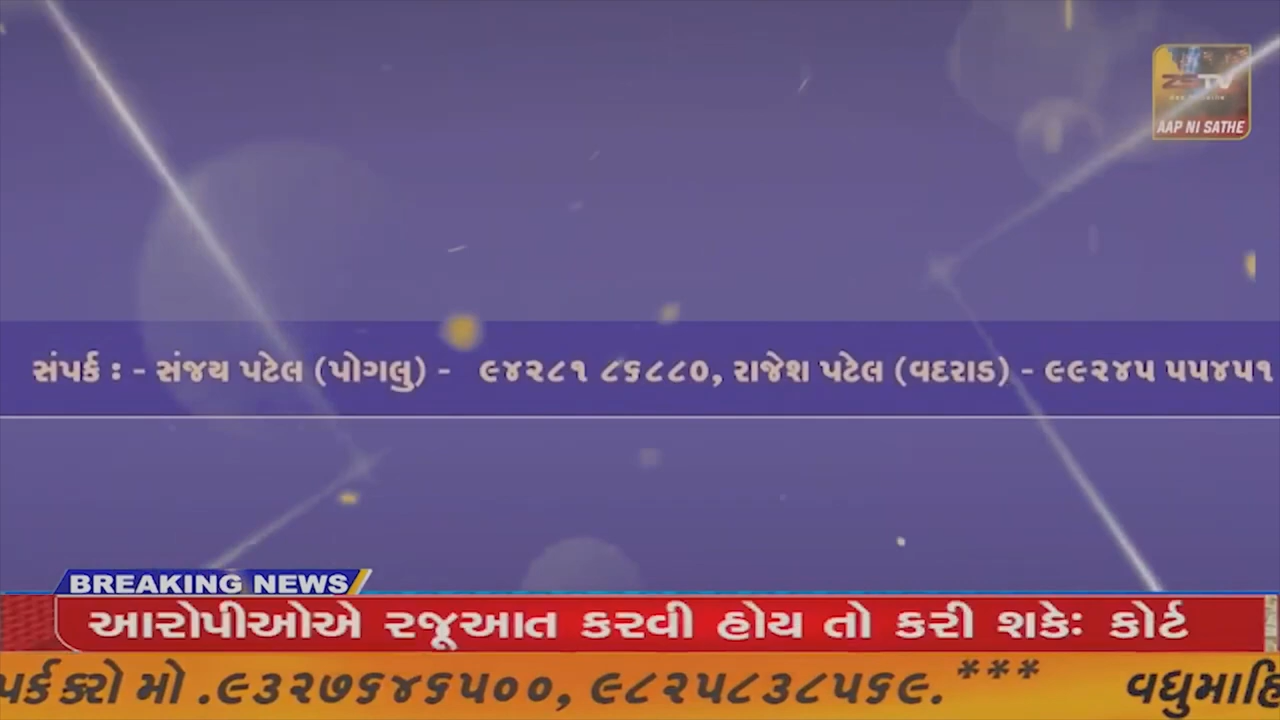 ZSTV
AAP NI SATHE
સંપર્ક : - સંજય પટેલ (પોગલુ) - ૯૪૨૮૧ ૮૬૮૮૦, રાજેશ પટેલ (વદરાડ) - ૯૯૨૪૫ ૫૫૪૫૧
BREAKING NEWS
આરોપીઓએ રજૂઆત કરવી હોય તો કરી શકેઃ કોર્ટ
પર્ક કરો મો .૯૩૨૭૬૪૬૫૦૦, ૯૮૨૫૮૩૮૫૬૯.*** વધુમાહિ